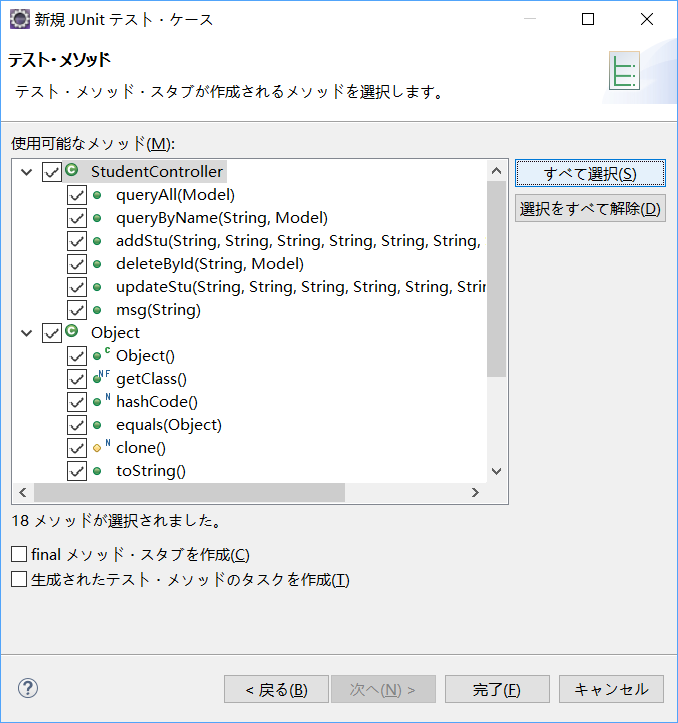 新規 JUnit テスト・ケース
テスト・メソッド
テスト・メソッド・スタブが作成されるメソッドを選択します。
使用可能なメソッド(M):
StudentController
queryAll(Model)
queryByName(String, Model)
addStu(String, String, String, String, String, String,
deleteById(String, Model)
updateStu(String, String, String, String, String, Strin
msg(String)
Object
Object()
getClass()
hashCode()
equals(Object)
clone()
toString()
すべて選択(S)
選択をすべて解除(D)
18 メソッドが選択されました。
final メソッド・スタブを作成(C)
生成されたテスト・メソッドのタスクを作成(T)
< 戻る(B)
次へ(N) >
完了(F)
キャンセル